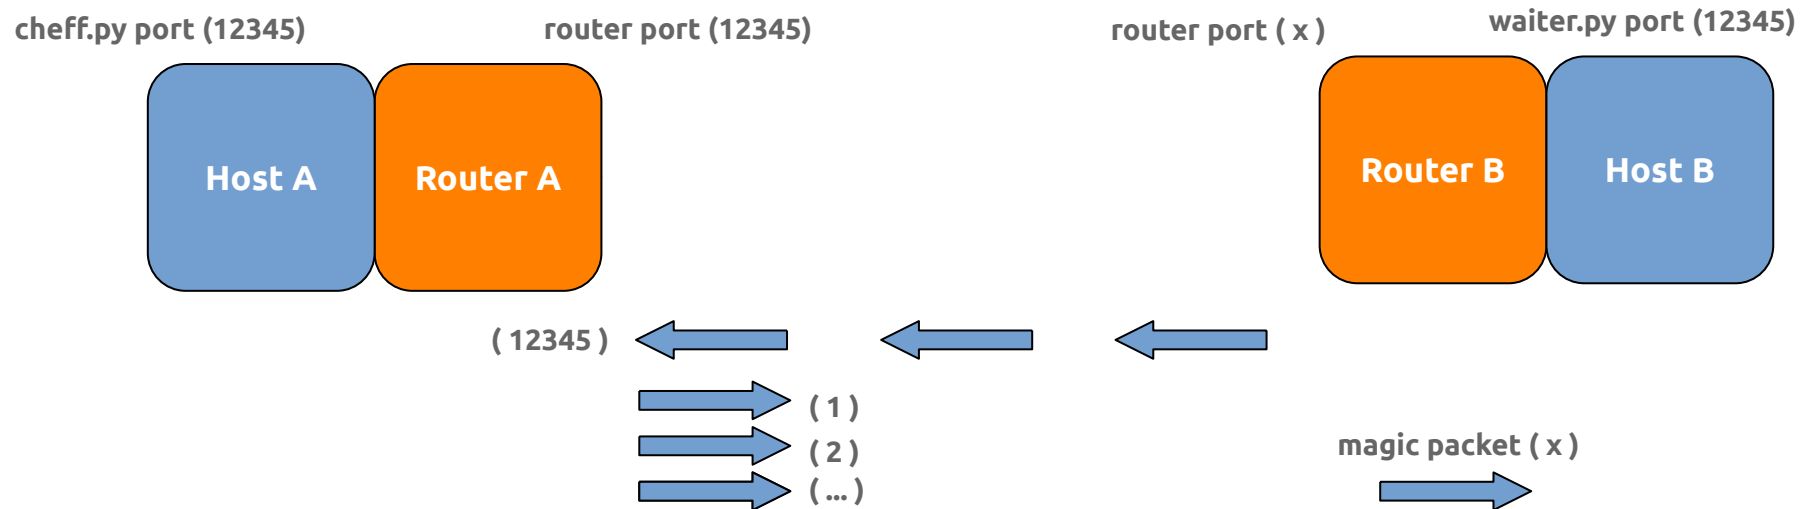 cheff.py port (12345)
router port (12345)
router port ( x )
waiter.py port (12345)
Host A
Router A
Router B
Host B
( 12345 )
( 1 )
( 2 )
( ... )
magic packet ( x )